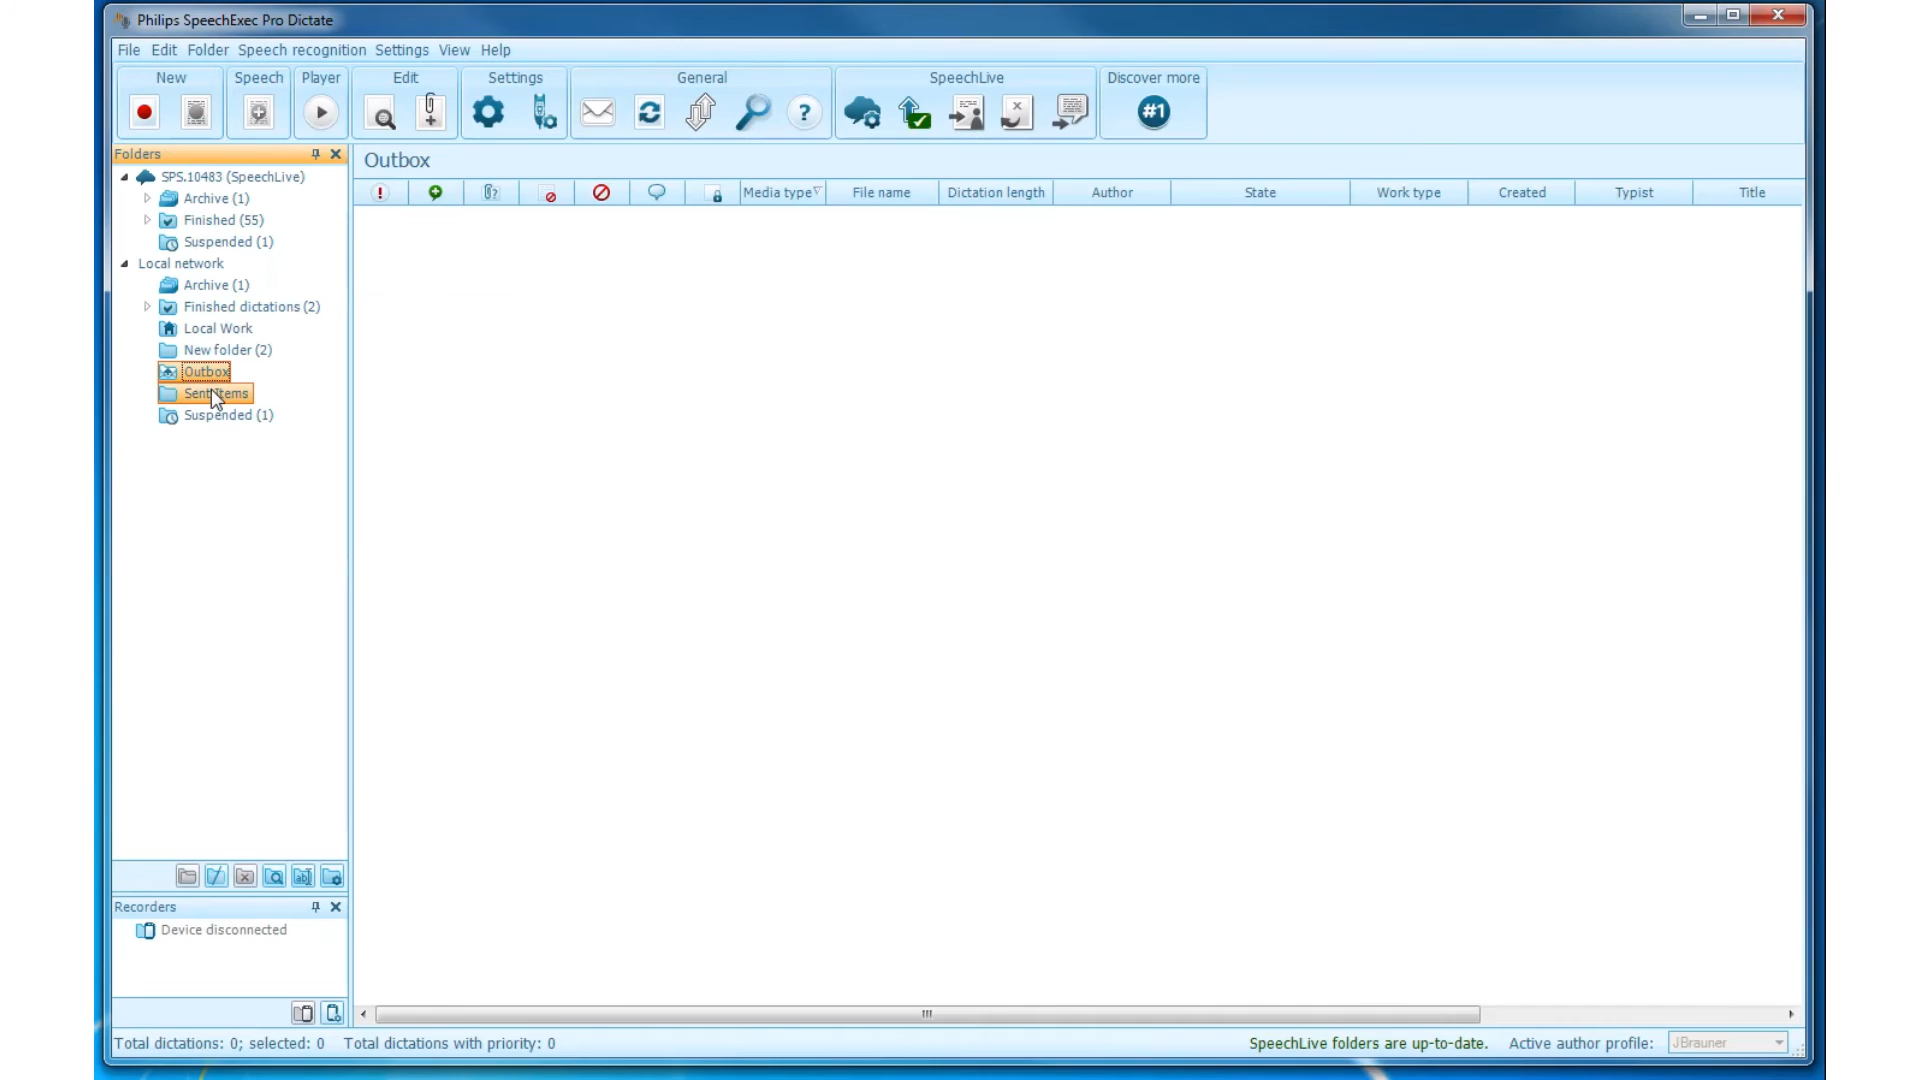 Philips SpeechExec Pro Dictate
File Edit Folder Speech recognition Settings View Help
New Speech Player Edit Settings General SpeechLive Discover more
#1
Folders
Outbox
SPS.10483 (SpeechLive)
Archive (1)
Finished (55)
Suspended (1)
Local network
Archive (1)
Finished dictations (2)
Local Work
New folder (2)
Outbox
Sent Items
Suspended (1)
Media type File name Dictation length Author State Work type Created Typist Title
Recorders
Device disconnected
Total dictations: 0; selected: 0 Total dictations with priority: 0 SpeechLive folders are up-to-date. Active author profile: JBrauner